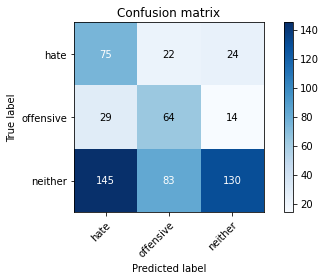 Confusion matrix
hate 75 22 24
offensive 29 64 14
neither 145 83 130
hate offensive neither
True label
Predicted label
140
120
100
80
60
40
20